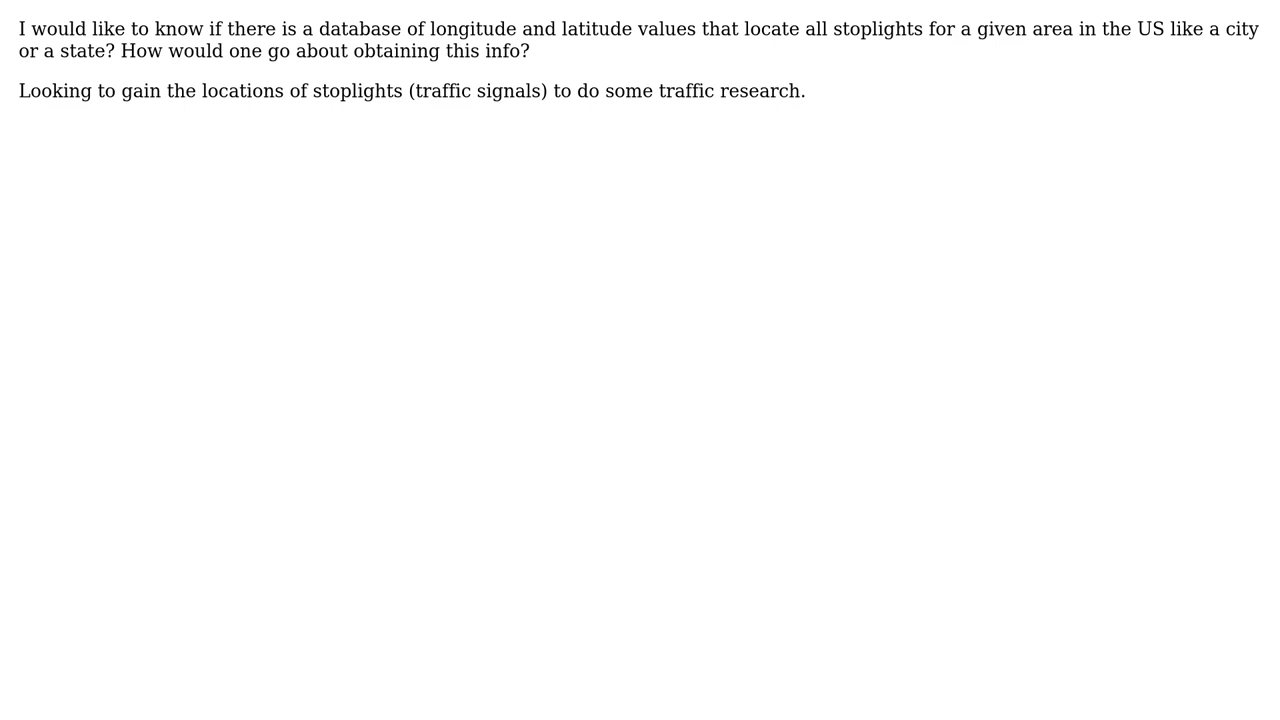 I would like to know if there is a database of longitude and latitude values that locate all stoplights for a given area in the US like a city
or a state? How would one go about obtaining this info?
Looking to gain the locations of stoplights (traffic signals) to do some traffic research.